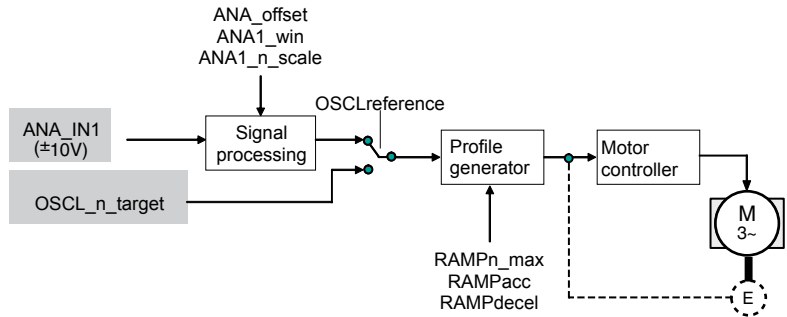 ANA_offset
ANA1_win
ANA1_n_scale
OSCLreference
ANA_IN1
(±10V)
Signal
processing
Profile
generator
Motor
controller
OSCL_n_target
M
3~
RAMPn_max
RAMPacc
RAMPdecel
E